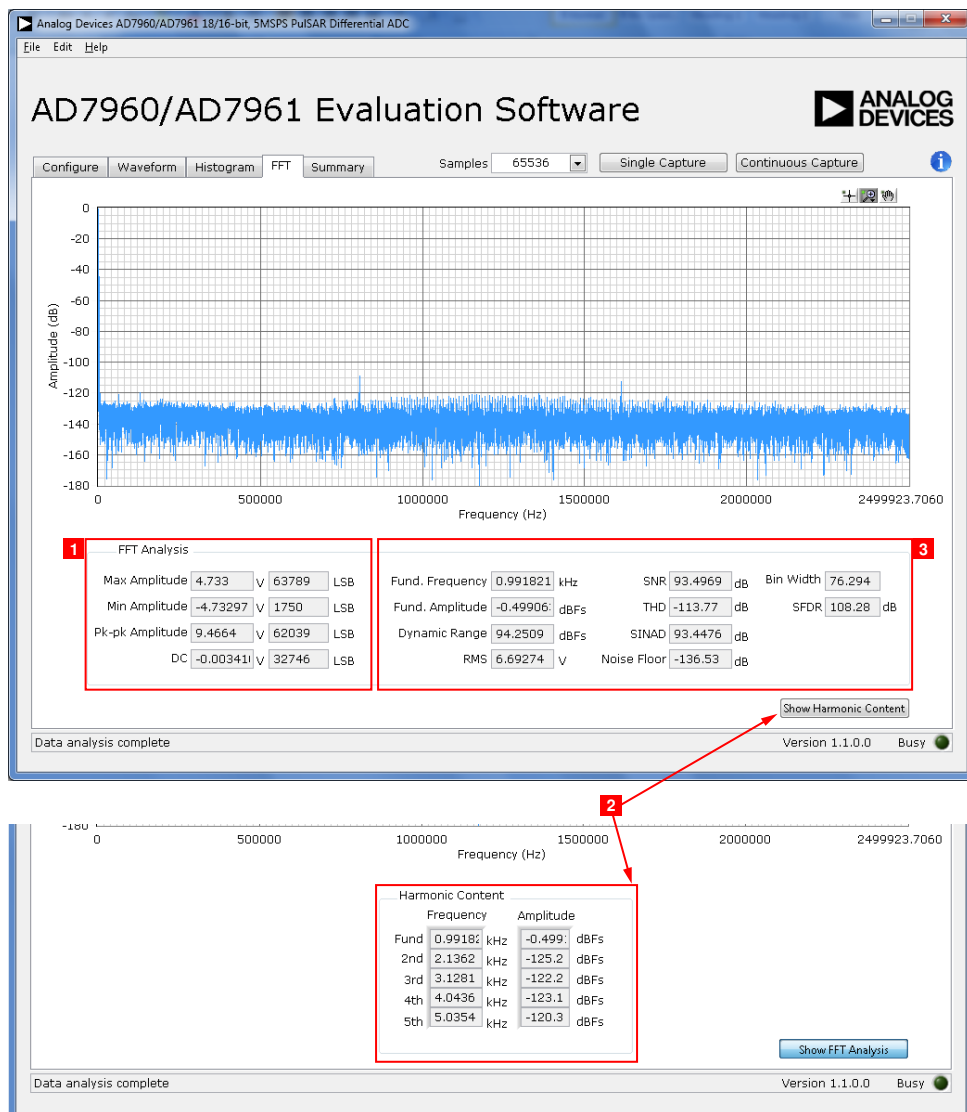 Analog Devices AD7960/AD7961 18/16-bit, 5MSPS PulSAR Differential ADC
File Edit Help
AD7960/AD7961 Evaluation Software
ANALOG
DEVICES
Configure Waveform Histogram FFT Summary
Samples 65536 Single Capture Continuous Capture
i
Amplitude (dB)
0
-20
-40
-60
-80
-100
-120
-140
-160
-180
0 500000 1000000 1500000 2000000 2499923.7060
Frequency (Hz)
1
FFT Analysis
Max Amplitude 4.733 V 63789 LSB
Min Amplitude -4.73297 V 1750 LSB
Pk-pk Amplitude 9.4664 V 62039 LSB
DC -0.00341 V 32746 LSB
3
Fund. Frequency 0.991821 kHz SNR 93.4969 dB Bin Width 76.294
Fund. Amplitude -0.49906 dBFs THD -113.77 dB SFDR 108.28 dB
Dynamic Range 94.2509 dBFs SINAD 93.4476 dB
RMS 6.69274 V Noise Floor -136.53 dB
Show Harmonic Content
Data analysis complete Version 1.1.0.0 Busy
2
-180
0 500000 1000000 1500000 2000000 2499923.7060
Frequency (Hz)
Harmonic Content
Frequency Amplitude
Fund 0.9918 kHz -0.499 dBFs
2nd 2.1362 kHz -125.2 dBFs
3rd 3.1281 kHz -122.2 dBFs
4th 4.0436 kHz -123.1 dBFs
5th 5.0354 kHz -120.3 dBFs
Show FFT Analysis
Data analysis complete Version 1.1.0.0 Busy